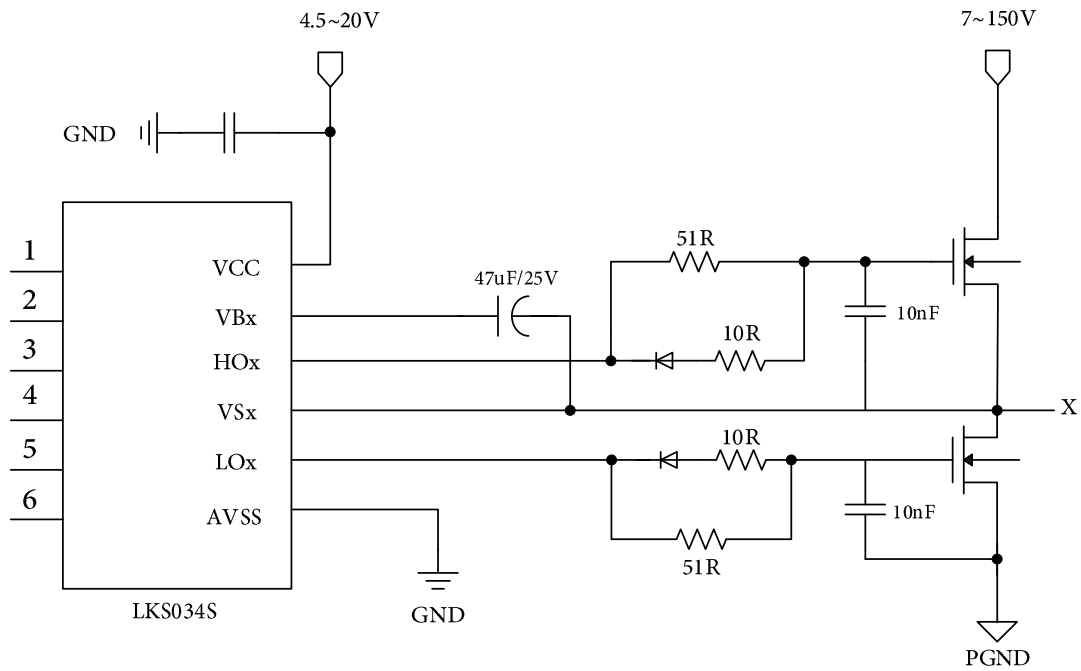 4.5~20V
7~150V
GND
1
2
3
4
5
6
VCC
VBx
HOx
VSx
LOx
AVSS
LKS034S
47uF/25V
51R
10R
10nF
X
10R
51R
10nF
GND
PGND